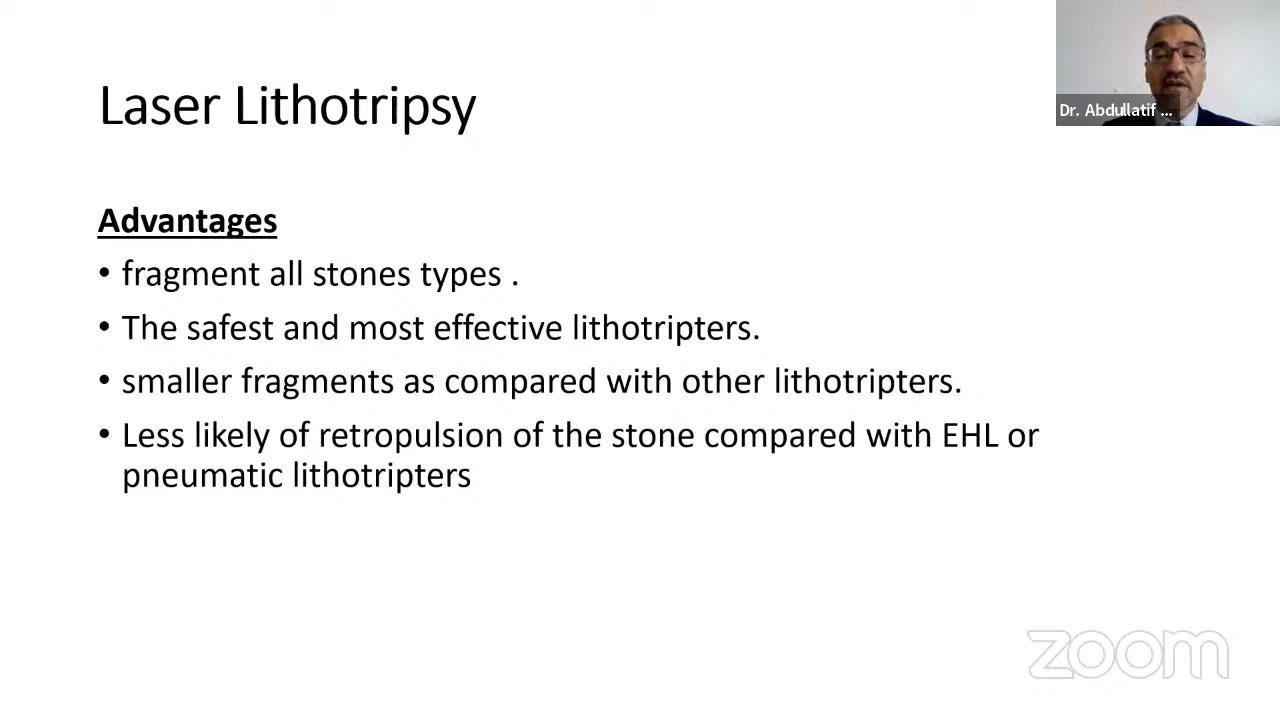 Laser Lithotripsy
Dr. Abdullatif ...
Advantages
• fragment all stones types .
• The safest and most effective lithotripters.
• smaller fragments as compared with other lithotripters.
• Less likely of retropulsion of the stone compared with EHL or
pneumatic lithotripters
zoom